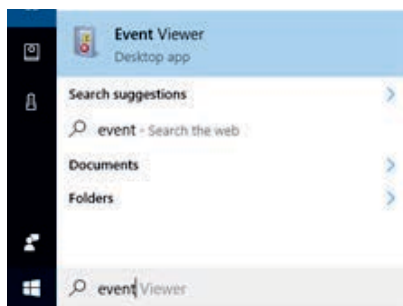 Event Viewer
Desktop app
Search suggestions
event - Search the web
Documents
Folders
event Viewer